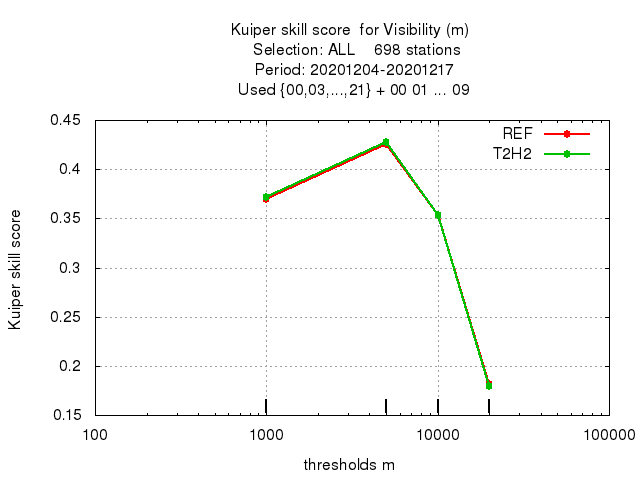 Kuiper skill score  for Visibility (m)
Selection: ALL    698 stations
Period: 20201204-20201217
Used {00,03,...,21} + 00 01 ... 09
REF
T2H2
0.45
0.4
0.35
0.3
0.25
0.2
0.15
Kuiper skill score
100
1000
10000
100000
thresholds m